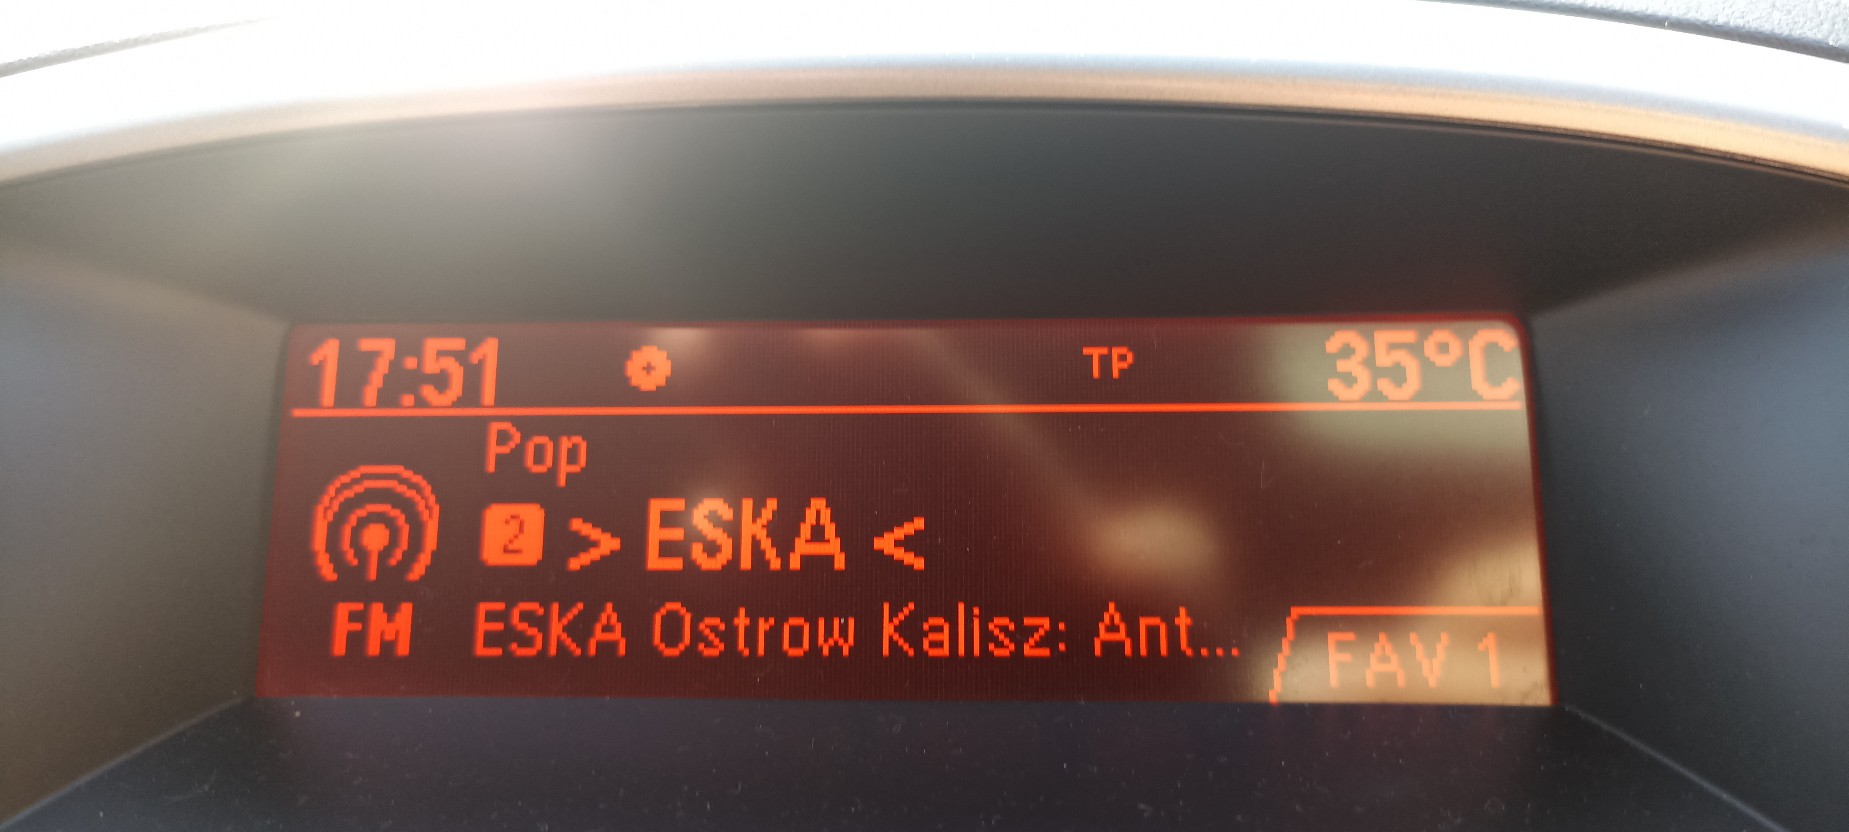 17:51 TP 35°C
Pop
2 > ESKA <
FM ESKA Ostrow Kalisz: Ant...
FAV 1